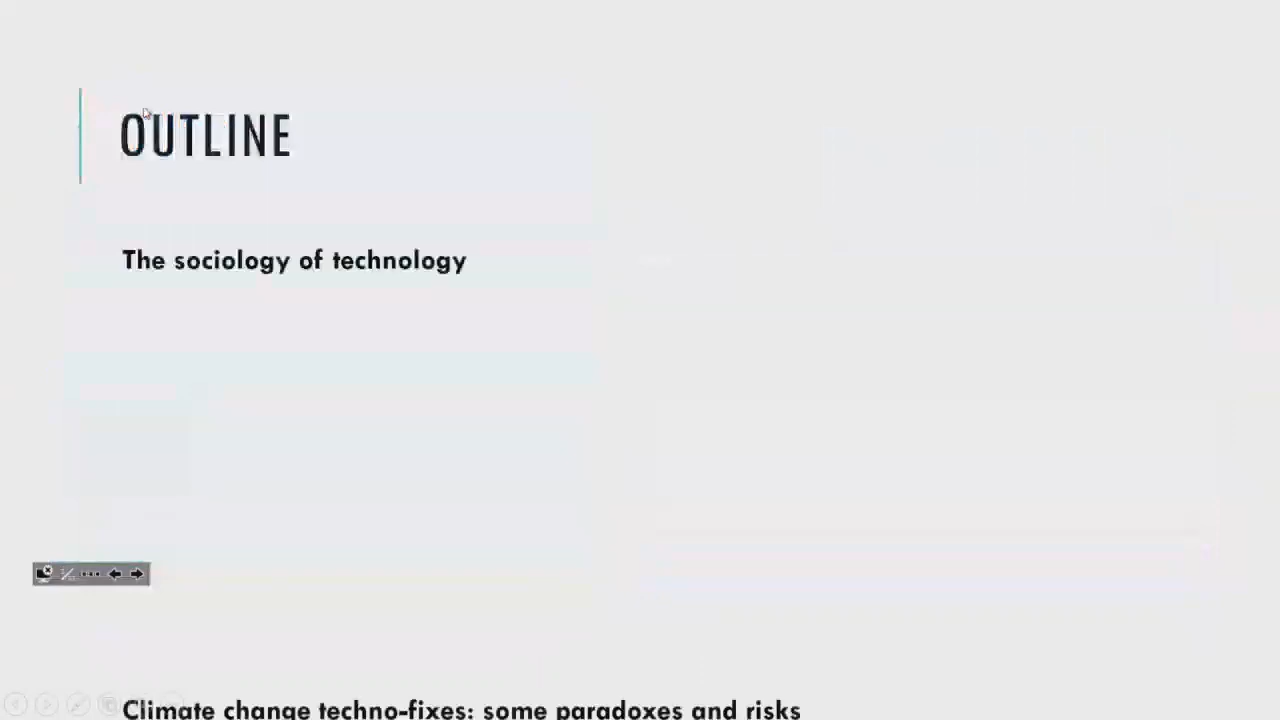 OUTLINE
The sociology of technology
Climate change techno-fixes: some paradoxes and risks